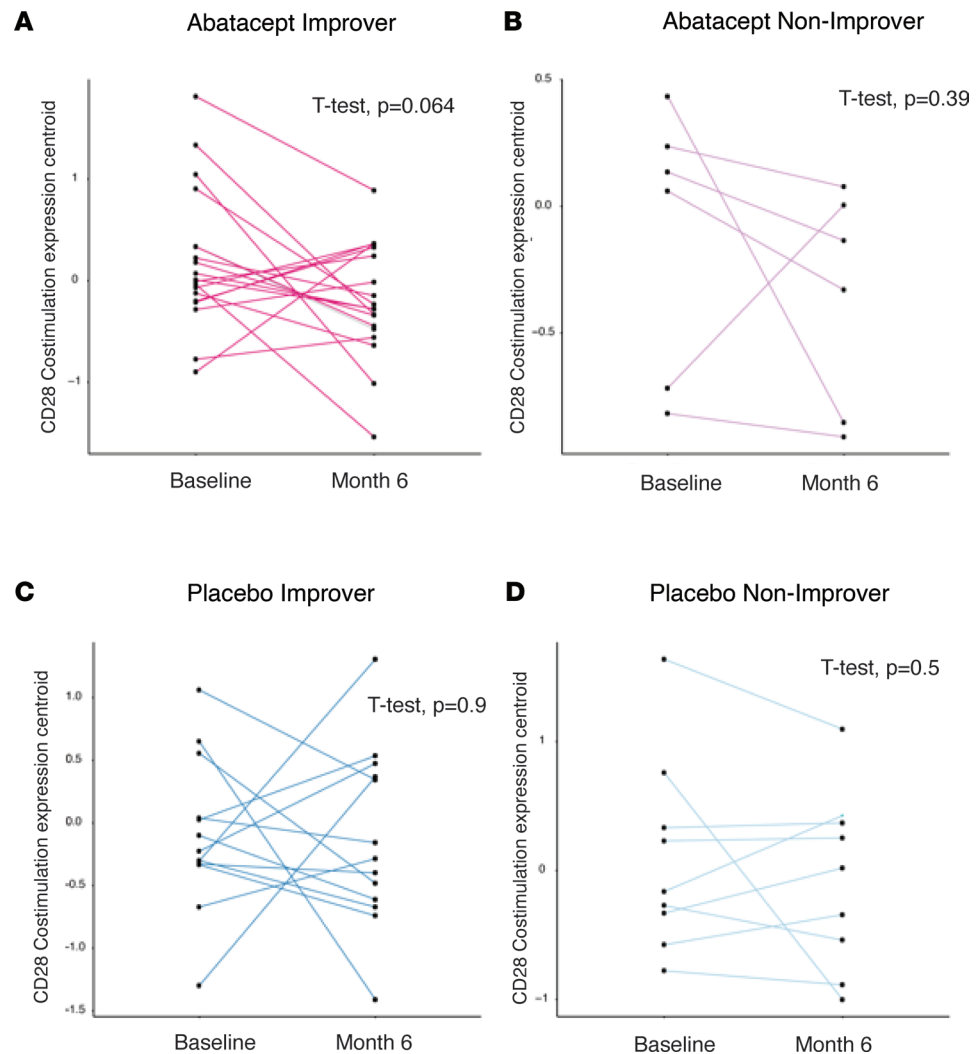 A
Abatacept Improver
T-test, p=0.064
CD28 Costimulation expression centroid
1
0
−1
Baseline
Month 6
B
Abatacept Non-Improver
T-test, p=0.39
CD28 Costimulation expression centroid
0.5
0.0
−0.5
Baseline
Month 6
C
Placebo Improver
T-test, p=0.9
CD28 Costimulation expression centroid
1.0
0.5
0.0
-0.5
-1.0
-1.5
Baseline
Month 6
D
Placebo Non-Improver
T-test, p=0.5
CD28 Costimulation expression centroid
1
0
−1
Baseline
Month 6